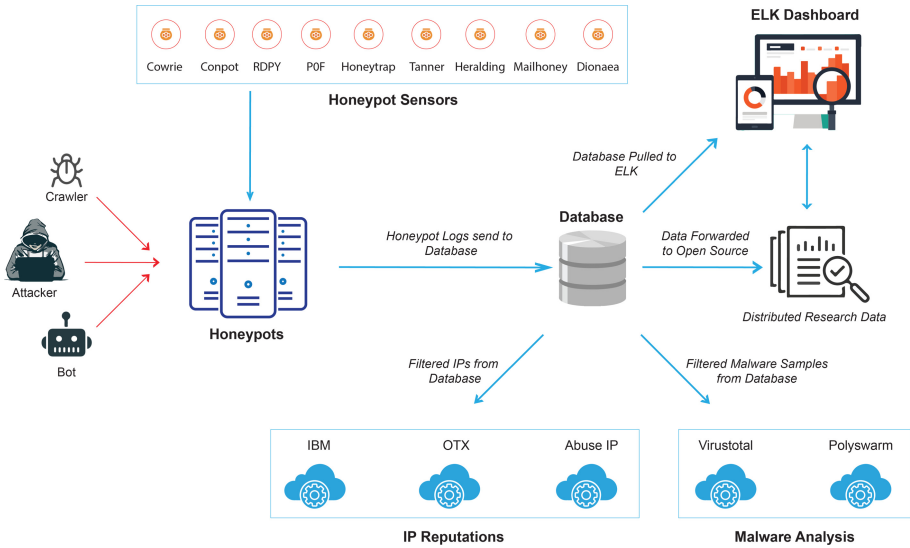 ELK Dashboard
Cowrie
Conpot
RDPY
P0F
Honeytrap
Tanner
Heralding
Mailhoney
Dionaea
Honeypot Sensors
Database Pulled to
ELK
Crawler
Attacker
Bot
Honeypots
Honeypot Logs send to
Database
Database
Data Forwarded
to Open Source
Distributed Research Data
Filtered IPs from
Database
Filtered Malware Samples
from Database
IBM
OTX
Abuse IP
IP Reputations
Virustotal
Polyswarm
Malware Analysis